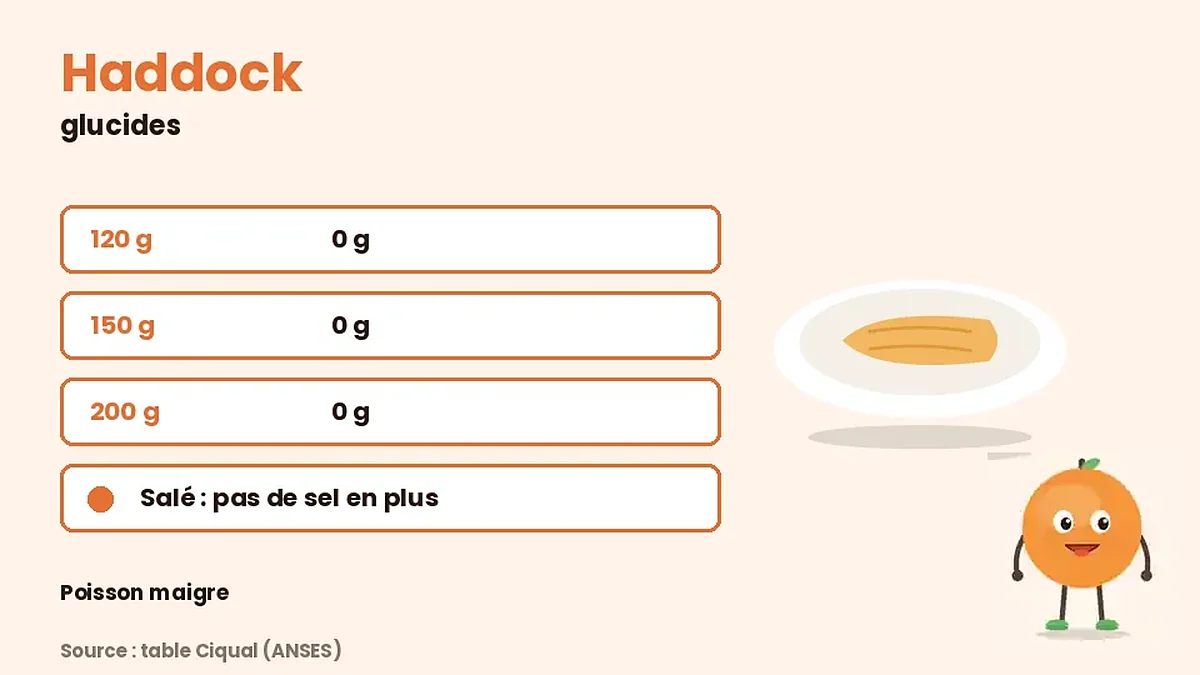 Haddock
glucides
120 g 0 g
150 g 0 g
200 g 0 g
Salé : pas de sel en plus
Poisson maigre
Source : table Ciqual (ANSES)